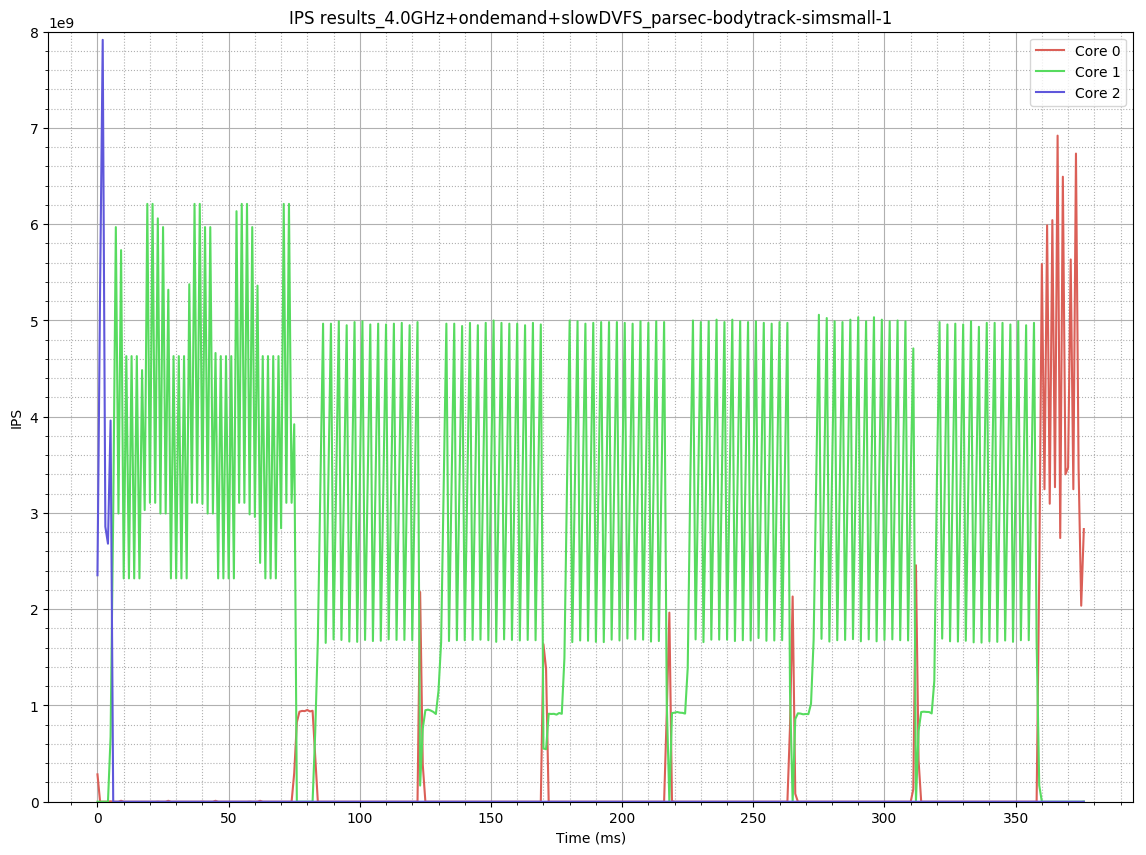 IPS results_4.0GHz+ondemand+slowDVFS_parsec-bodytrack-simsmall-1
1e9
8
7
6
5
4
3
2
1
0
IPS
Core 0
Core 1
Core 2
0
50
100
150
200
250
300
350
Time (ms)